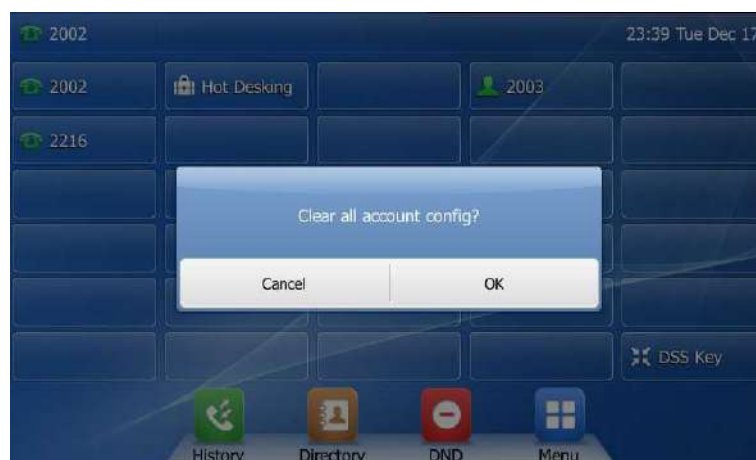 2002 23:39 Tue Dec 17
2002 Hot Desking 2003
2216
Clear all account config?
Cancel OK
DSS Key
History Directory DND Menu